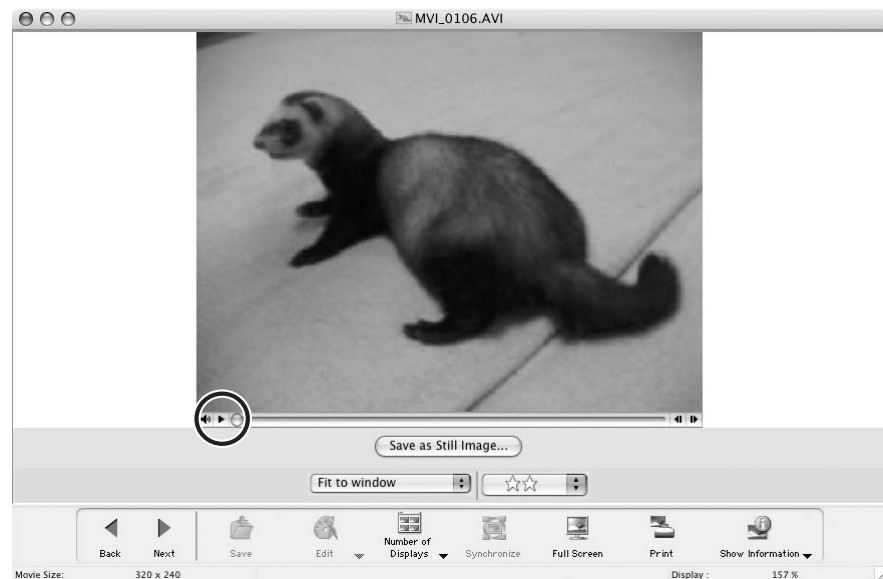 MVI_0106.AVI
Save as Still Image...
Fit to window
Back Next Save Edit Number of Displays Synchronize Full Screen Print Show Information
Movie Size: 320 x 240 Display : 157 %